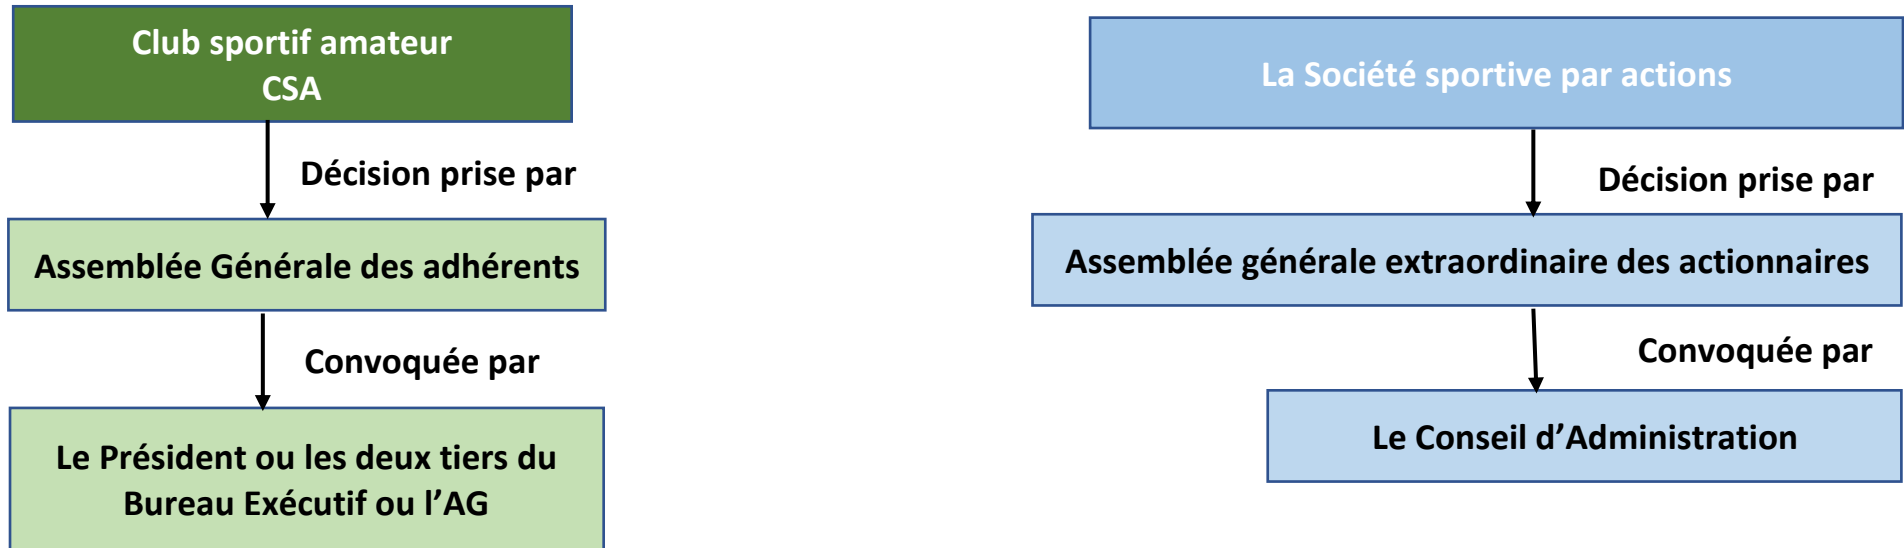 Club sportif amateur
CSA
Décision prise par
Assemblée Générale des adhérents
Convoquée par
Le Président ou les deux tiers du
Bureau Exécutif ou l’AG
La Société sportive par actions
Décision prise par
Assemblée générale extraordinaire des actionnaires
Convoquée par
Le Conseil d’Administration